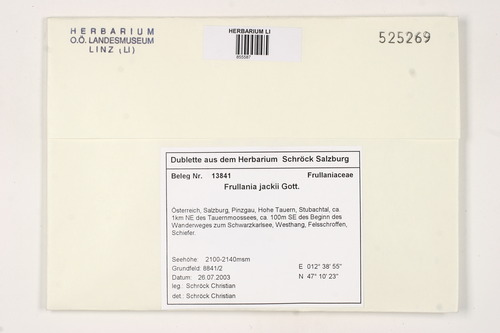 HERBARIUM
O.Ö. LANDESMUSEUM
LINZ (LI)
HERBARIUM LI
525269
Dublette aus dem Herbarium Schröck Salzburg
Beleg Nr. 13841 Frullaniaceae
Frullania jackii Gott.
Österreich, Salzburg, Pinzgau, Hohe Tauern, Stubachtal, ca.
1km NE des Tauernmoossees, ca. 100m SE des Beginn des
Wanderweges zum Schwarzkarlsee, Westhang, Felsschroffen,
Schiefer.
Seehöhe: 2100-2140msm
Grundfeld: 8841/2 E 012° 38' 55"
Datum: 26.07.2003 N 47° 10' 23"
leg.: Schröck Christian
det.: Schröck Christian